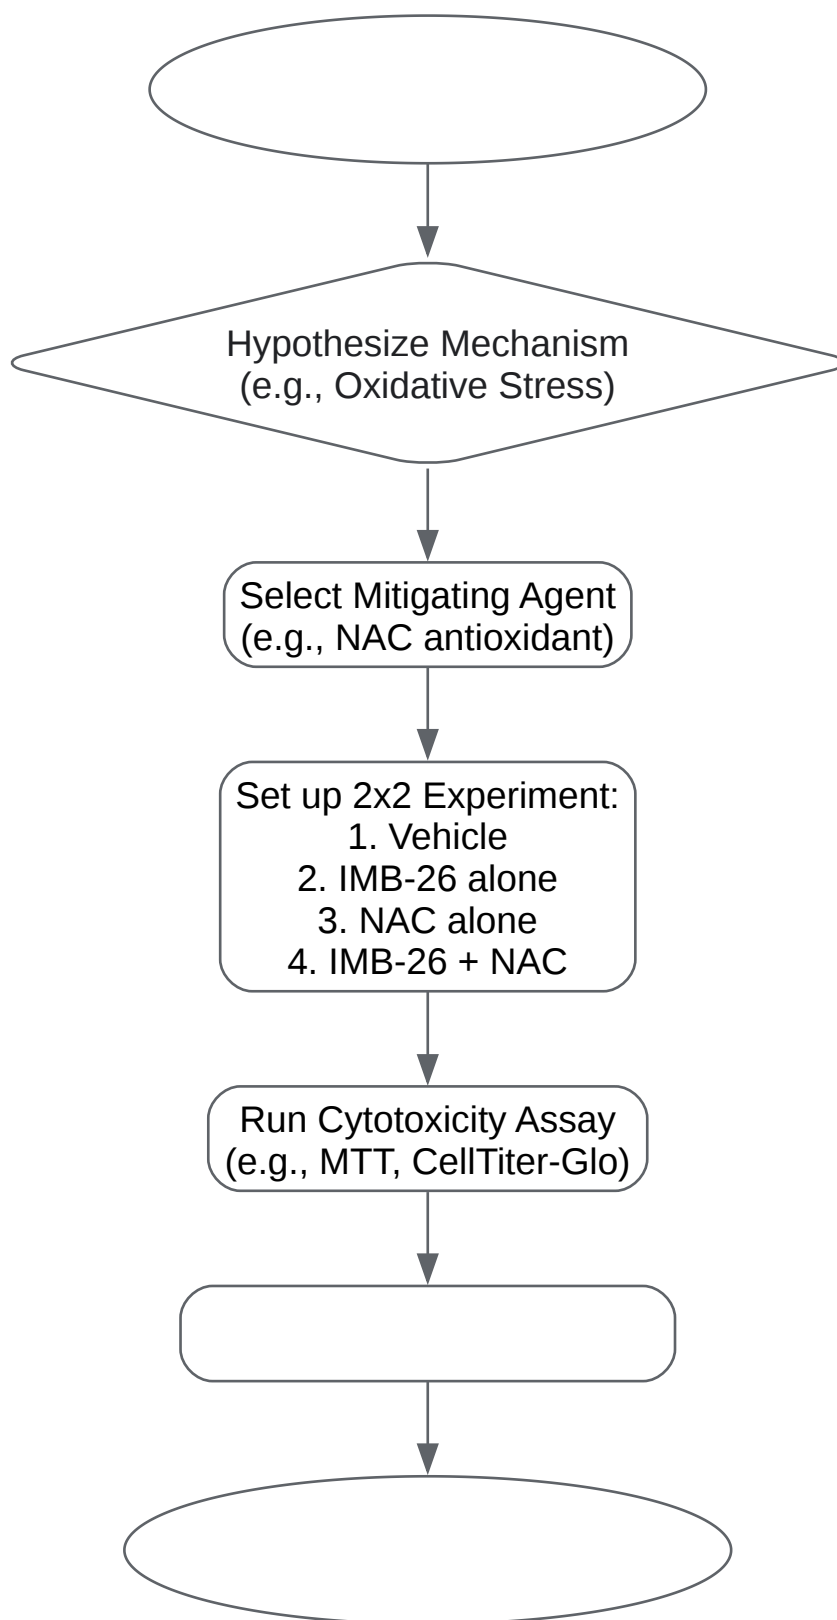 Hypothesize Mechanism
(e.g., Oxidative Stress)
Select Mitigating Agent
(e.g., NAC antioxidant)
Set up 2x2 Experiment:
1. Vehicle
2. IMB-26 alone
3. NAC alone
4. IMB-26 + NAC
Run Cytotoxicity Assay
(e.g., MTT, CellTiter-Glo)